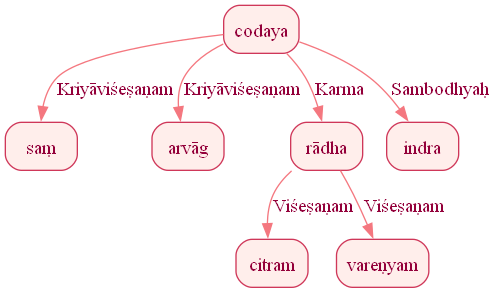 codaya
Kriyāviśeṣaṇam Kriyāviśeṣaṇam Karma Sambodhyaḥ
saṃ arvāg rādha indra
Viśeṣaṇam Viśeṣaṇam
citram vareṇyam